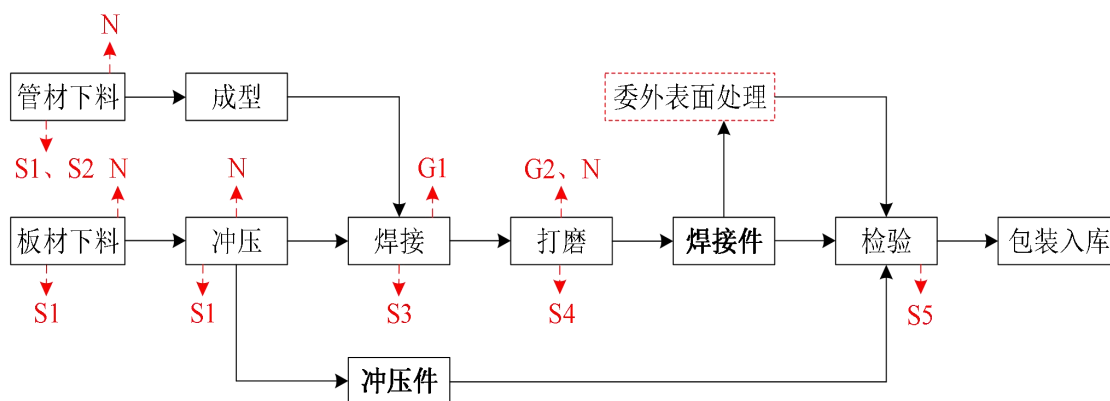 N
管材下料
成型
委外表面处理
S1、S2 N
N
G1
G2、N
板材下料
冲压
焊接
打磨
焊接件
检验
包装入库
S1
S1
S3
S4
S5
冲压件